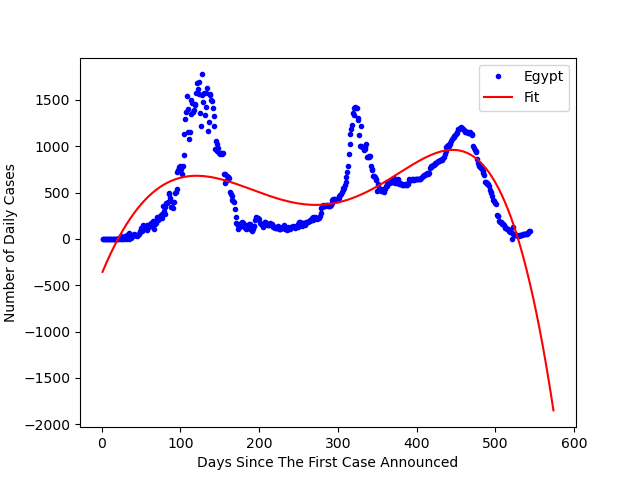 Egypt
Fit
Number of Daily Cases
1500
1000
500
0
−500
−1000
−1500
−2000
0 100 200 300 400 500 600
Days Since The First Case Announced